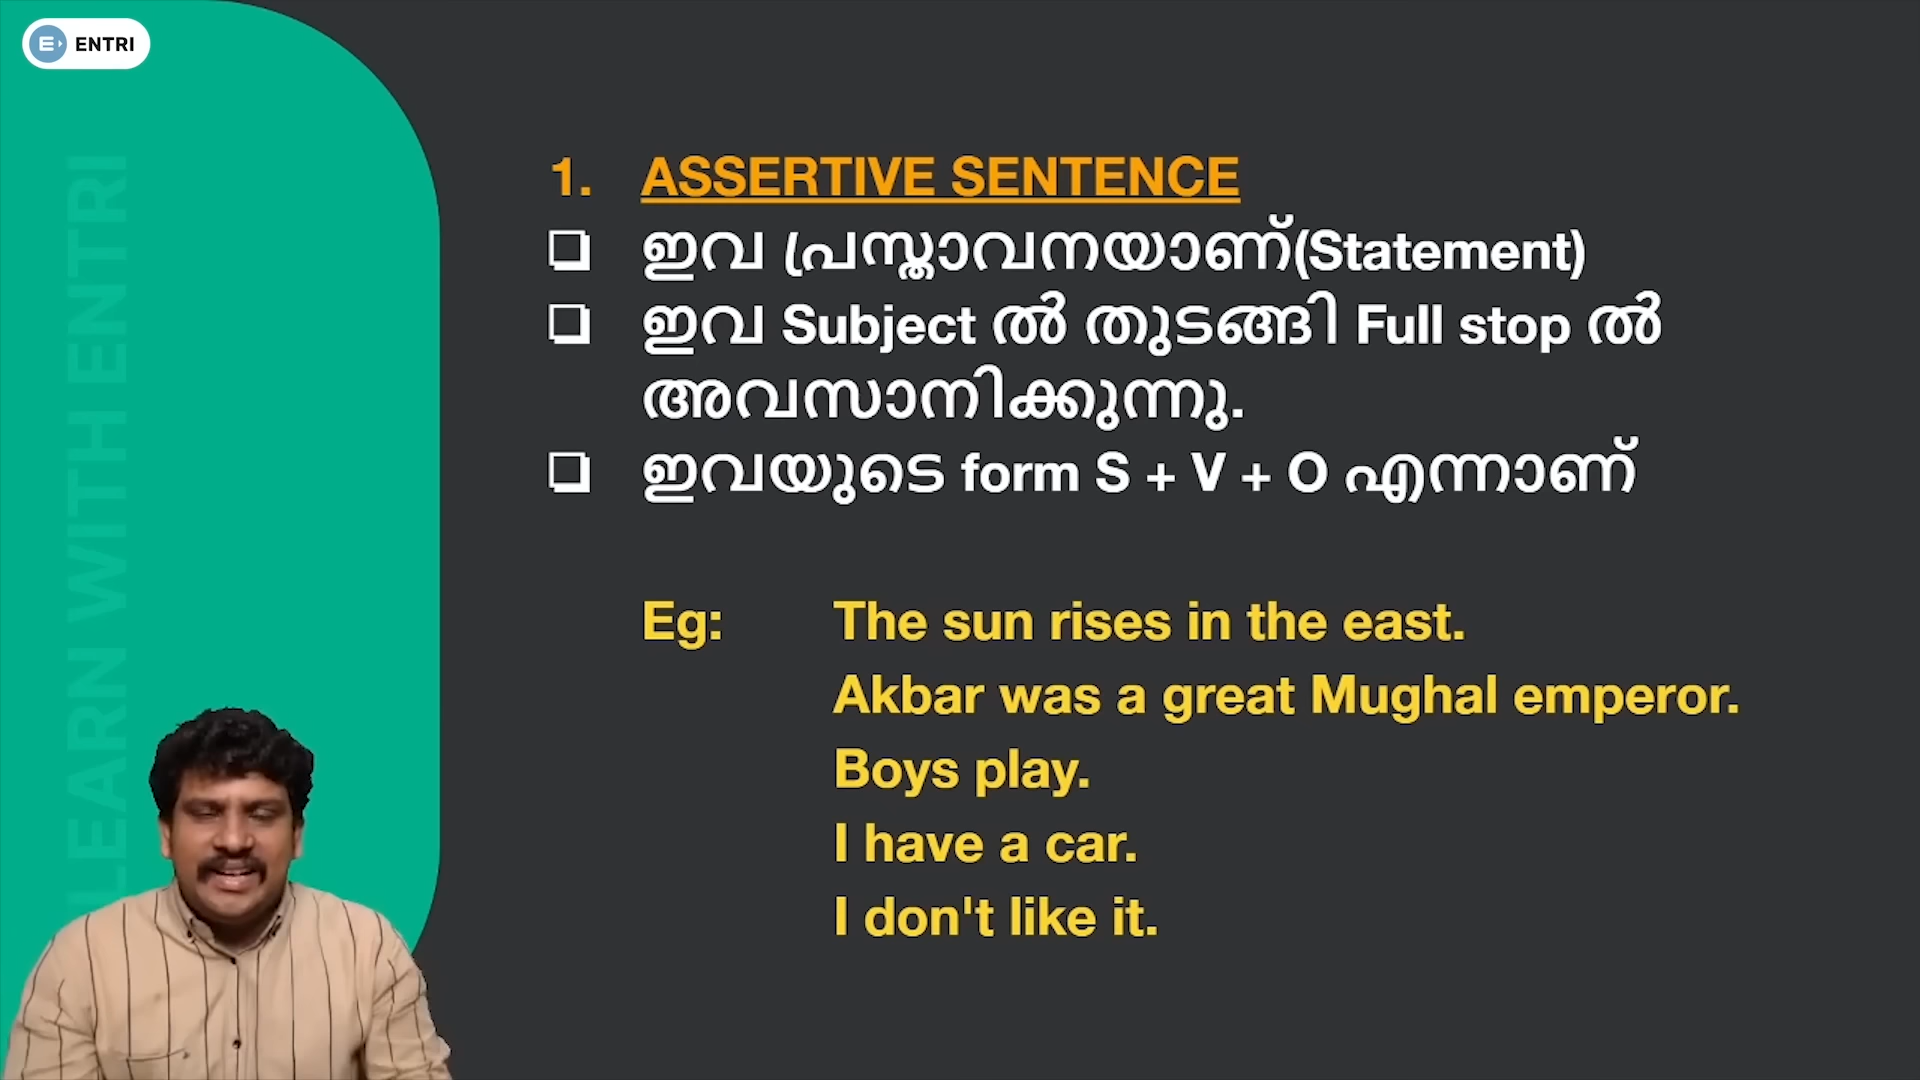 ENTRI
LEARN WITH ENTRI
1. ASSERTIVE SENTENCE
❑ ഇവ പ്രസ്താവനയാണ്(Statement)
❑ ഇവ Subject ൽ തുടങ്ങി Full stop ൽ
അവസാനിക്കുന്നു.
❑ ഇവയുടെ form S + V + O എന്നാണ്
Eg: The sun rises in the east.
Akbar was a great Mughal emperor.
Boys play.
I have a car.
I don't like it.